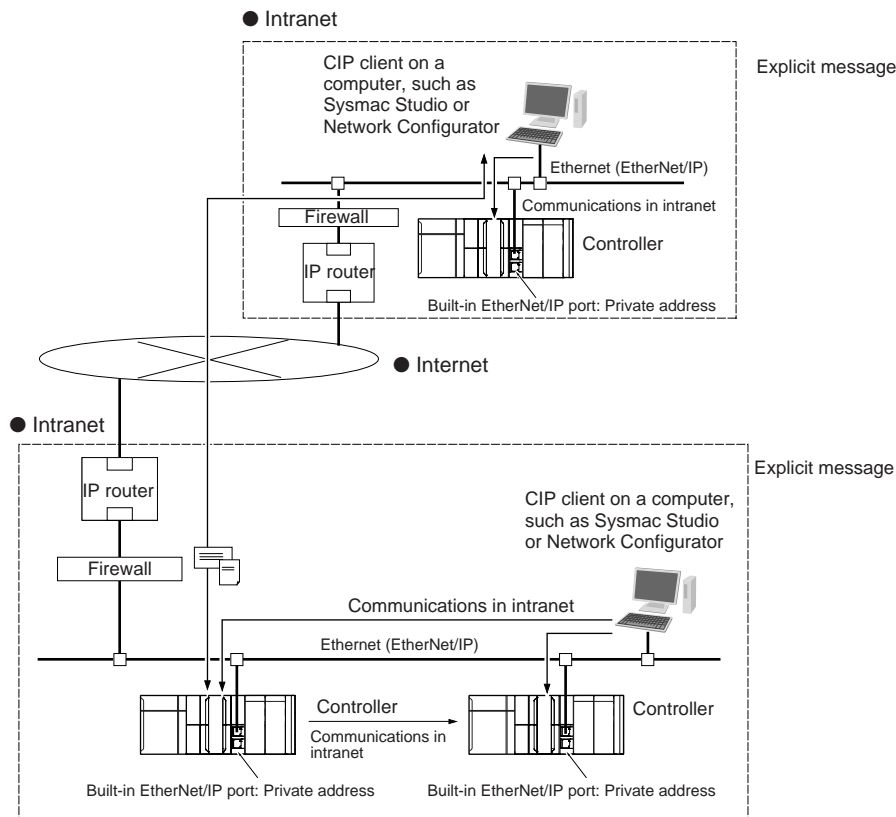 ● Intranet
CIP client on a
computer, such as
Sysmac Studio or
Network Configurator
Explicit message
Ethernet (EtherNet/IP)
Communications in intranet
Firewall
Controller
IP router
Built-in EtherNet/IP port: Private address
● Internet
● Intranet
Explicit message
IP router
CIP client on a computer,
such as Sysmac Studio
or Network Configurator
Firewall
Communications in intranet
Ethernet (EtherNet/IP)
Controller
Communications in
intranet
Controller
Built-in EtherNet/IP port: Private address
Built-in EtherNet/IP port: Private address